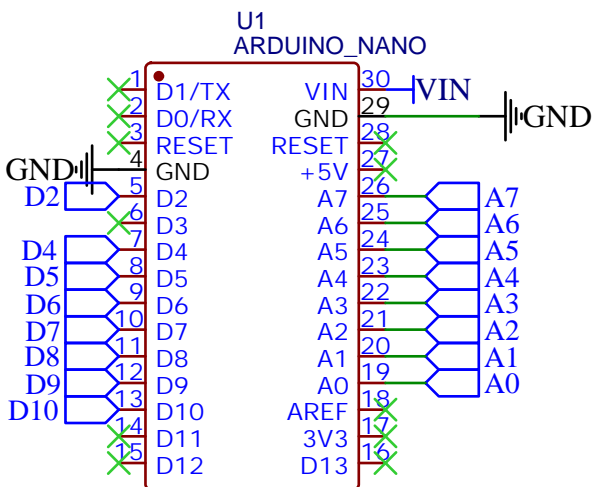 U1
ARDUINO_NANO
1 D1/TX VIN 30 VIN
2 D0/RX GND 29 GND
3 RESET RESET 28
GND 4 GND +5V 27
D2 5 D2 A7 26 A7
6 D3 A6 25 A6
D4 7 D4 A5 24 A5
D5 8 D5 A4 23 A4
D6 9 D6 A3 22 A3
D7 10 D7 A2 21 A2
D8 11 D8 A1 20 A1
D9 12 D9 A0 19 A0
D10 13 D10 AREF 18
14 D11 3V3 17
15 D12 D13 16